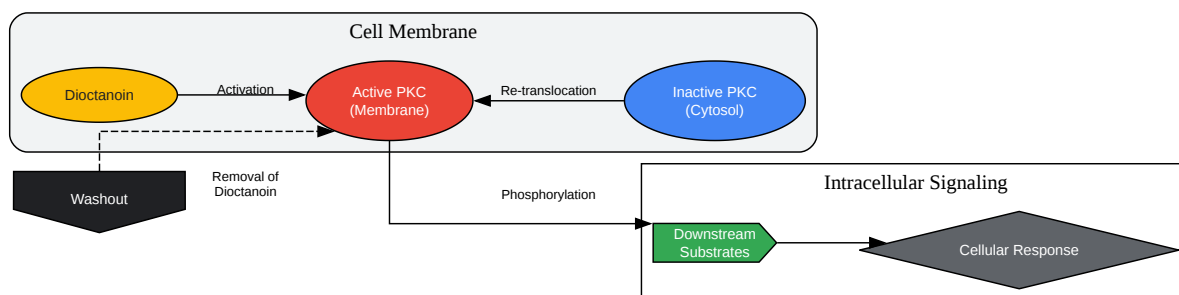 Cell Membrane
Dioctanoin
Activation
Active PKC
(Membrane)
Re-translocation
Inactive PKC
(Cytosol)
Washout
Removal of
Dioctanoin
Phosphorylation
Intracellular Signaling
Downstream
Substrates
Cellular Response